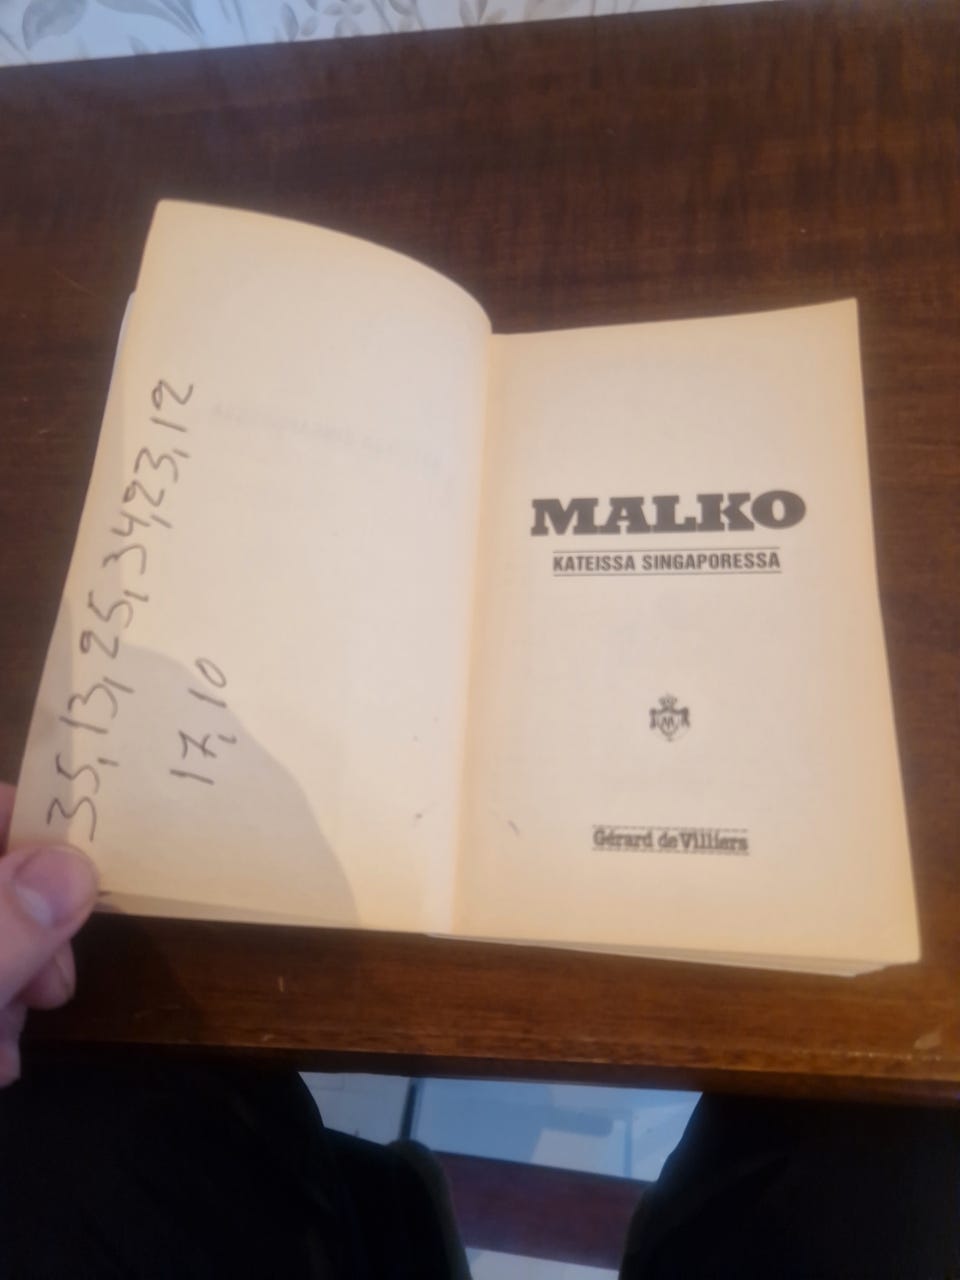 35, 13, 25, 34, 23, 12
17, 10
MALKO
KATEISSA SINGAPORESSA
Gérard de Villiers